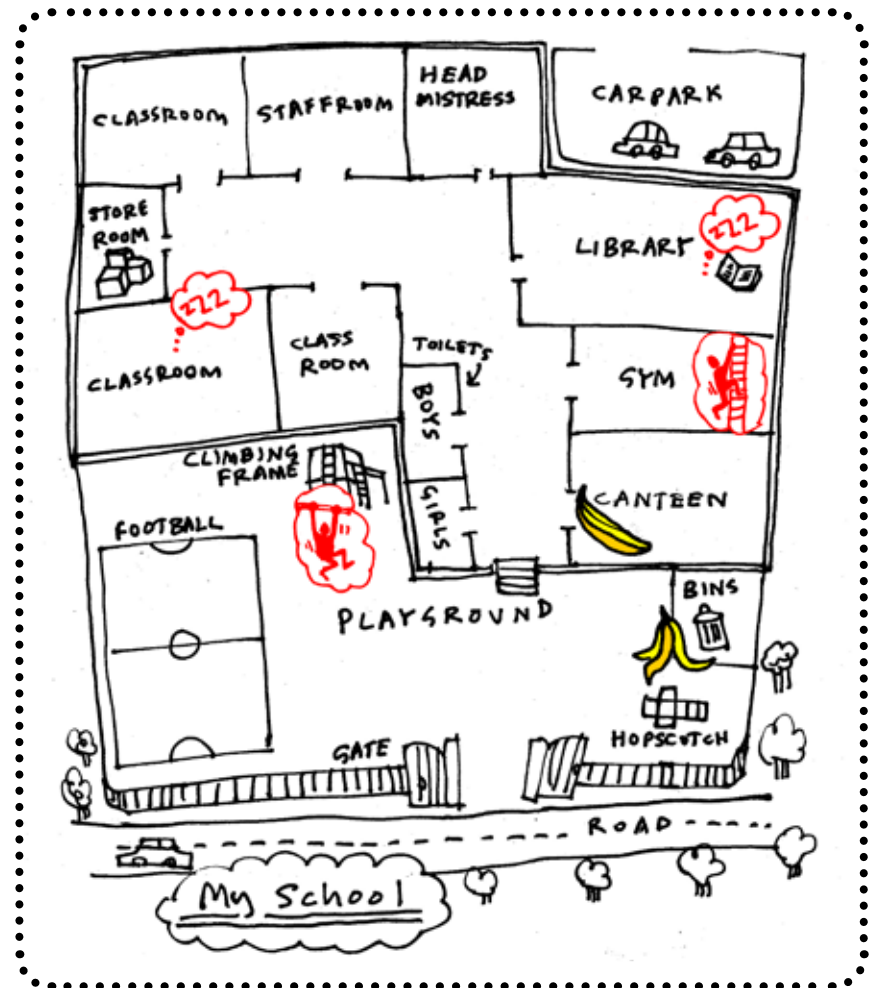 CLASSROOM
STAFFROOM
HEAD
MISTRESS
CARPARK
STORE
ROOM
LIBRARY
zzz
zzz
CLASSROOM
CLASS
ROOM
TOILETS
BOYS
GIRLS
GYM
CANTEEN
CLIMBING
FRAME
FOOTBALL
PLAYGROUND
BINS
HOPSCOTCH
GATE
ROAD
My School